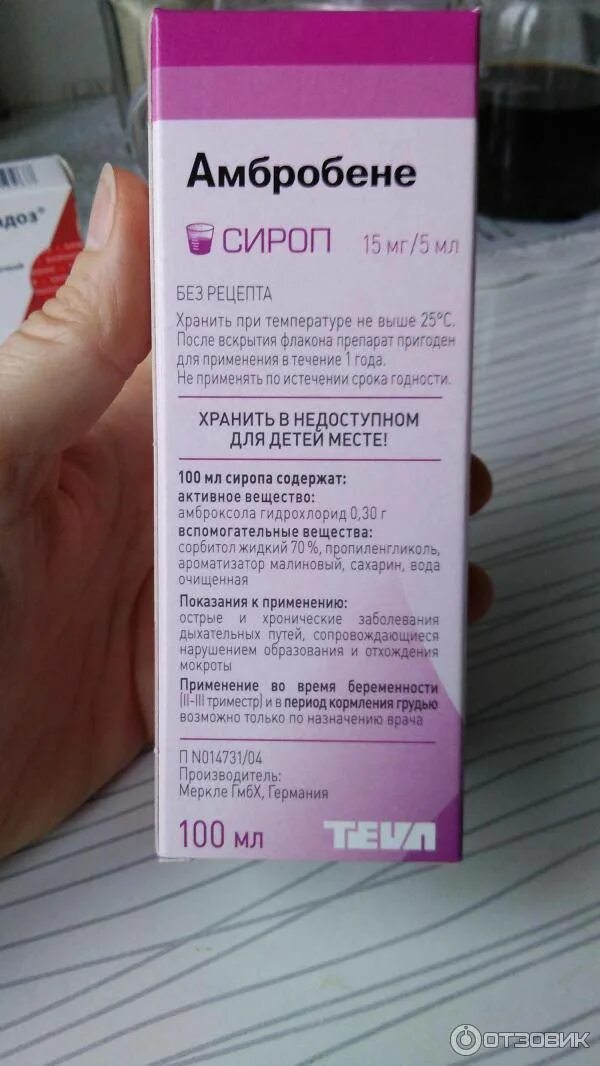 Амбробене
СИРОП 15 мг/5 мл
БЕЗ РЕЦЕПТА
Хранить при температуре не выше 25°С.
После вскрытия флакона препарат пригоден
для применения в течение 1 года.
Не применять по истечении срока годности.
ХРАНИТЬ В НЕДОСТУПНОМ
ДЛЯ ДЕТЕЙ МЕСТЕ!
100 мл сиропа содержат:
активное вещество:
амброксола гидрохлорид 0,30 г
вспомогательные вещества:
сорбитол жидкий 70 %, пропиленгликоль,
ароматизатор малиновый, сахарин, вода
очищенная
Показания к применению:
острые и хронические заболевания
дыхательных путей, сопровождающиеся
нарушением образования и отхождения
мокроты
Применение во время беременности
(II-III триместр) и в период кормления грудью
возможно только по назначению врача
П N014731/04
Производитель:
Меркле ГмбХ, Германия
100 мл TEVA
адоз®
ОТЗОВИК